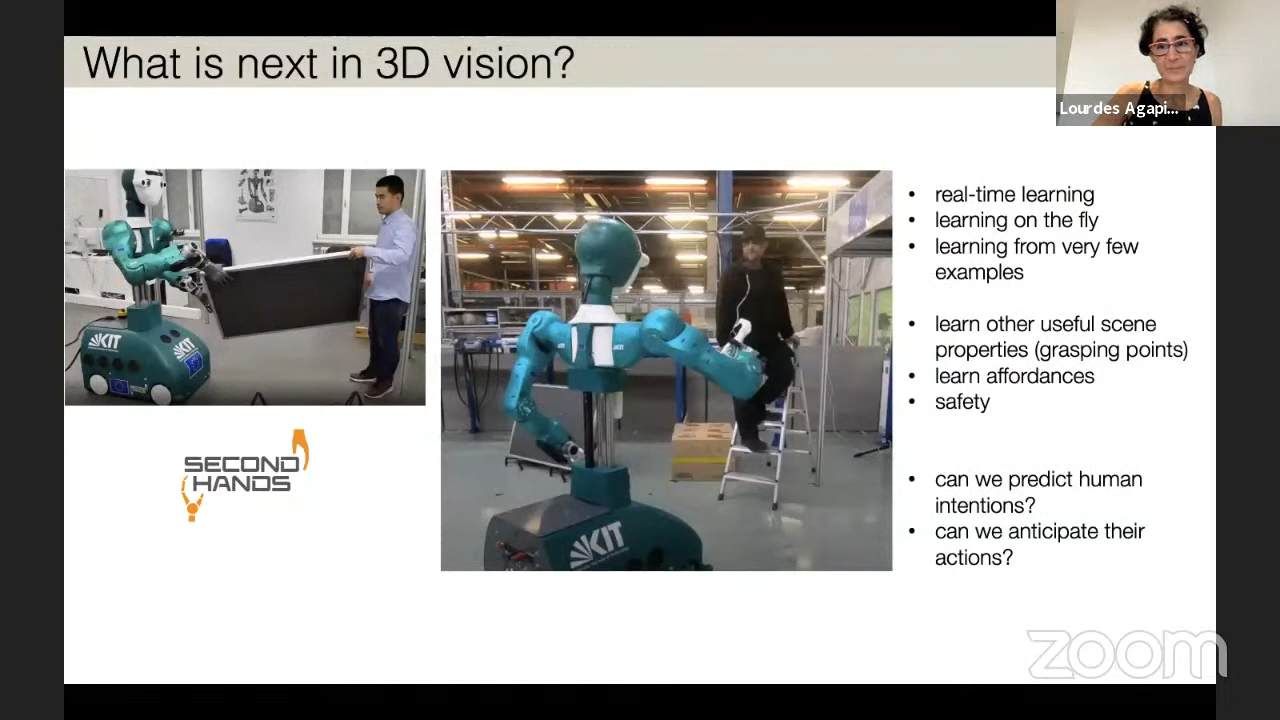 What is next in 3D vision?
Lourdes Agapi...
• real-time learning
• learning on the fly
• learning from very few
examples
• learn other useful scene
properties (grasping points)
• learn affordances
• safety
• can we predict human
intentions?
• can we anticipate their
actions?
KIT
KIT
KIT
SECOND
HANDS
zoom